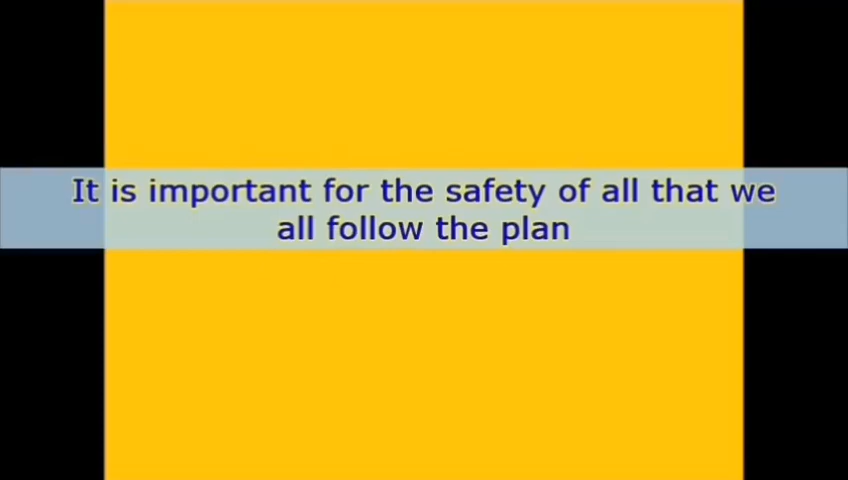 It is important for the safety of all that we
all follow the plan